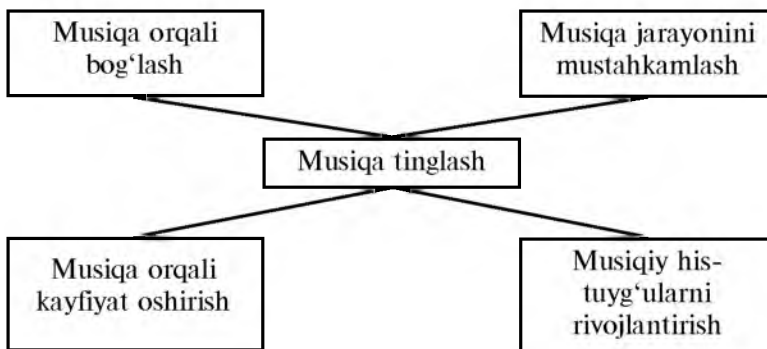 Musiqa orqali
bog‘lash
Musiqa jarayonini
mustahkamlash
Musiqa tinglash
Musiqa orqali
kayfiyat oshirish
Musiqiy his-
tuyg‘ularni
rivojlantirish